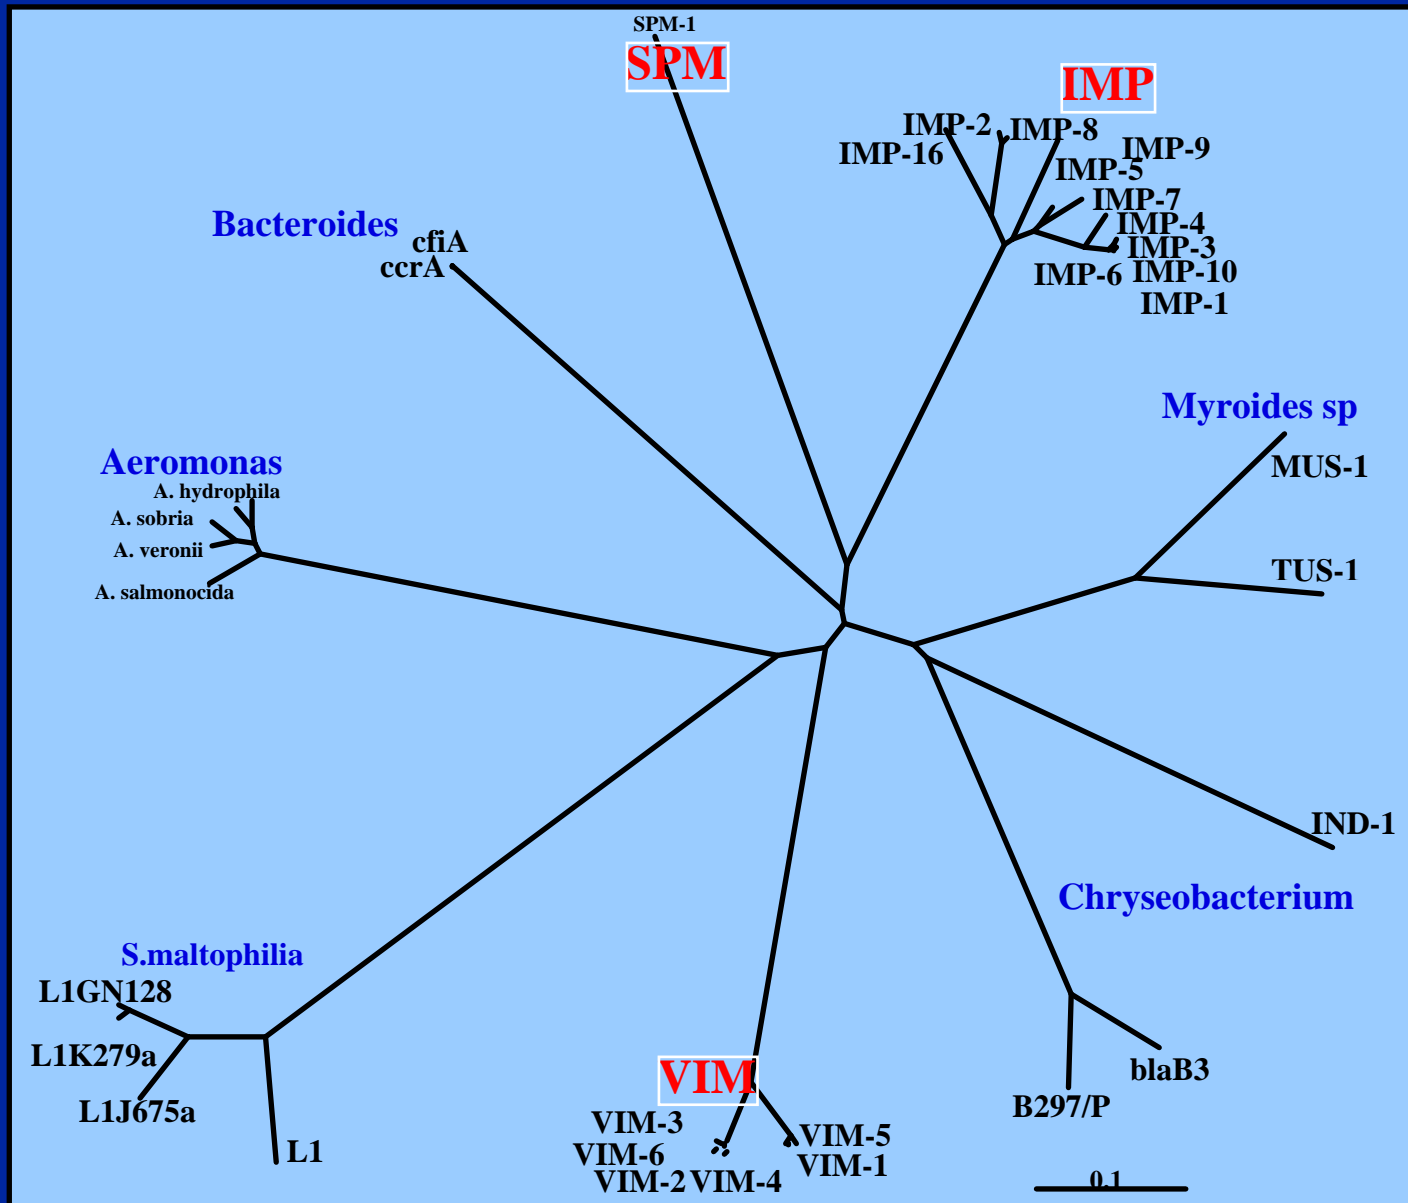 SPM-1
SPM
IMP
IMP-2
IMP-8
IMP-16
IMP-9
IMP-5
IMP-7
IMP-4
IMP-3
IMP-6
IMP-10
IMP-1
Bacteroides
cfiA
ccrA
Myroides sp
MUS-1
TUS-1
Aeromonas
A. hydrophila
A. sobria
A. veronii
A. salmonocida
IND-1
Chryseobacterium
blaB3
B297/P
S.maltophilia
L1GN128
L1K279a
L1J675a
L1
VIM
VIM-3
VIM-5
VIM-6
VIM-1
VIM-2
VIM-4
0.1